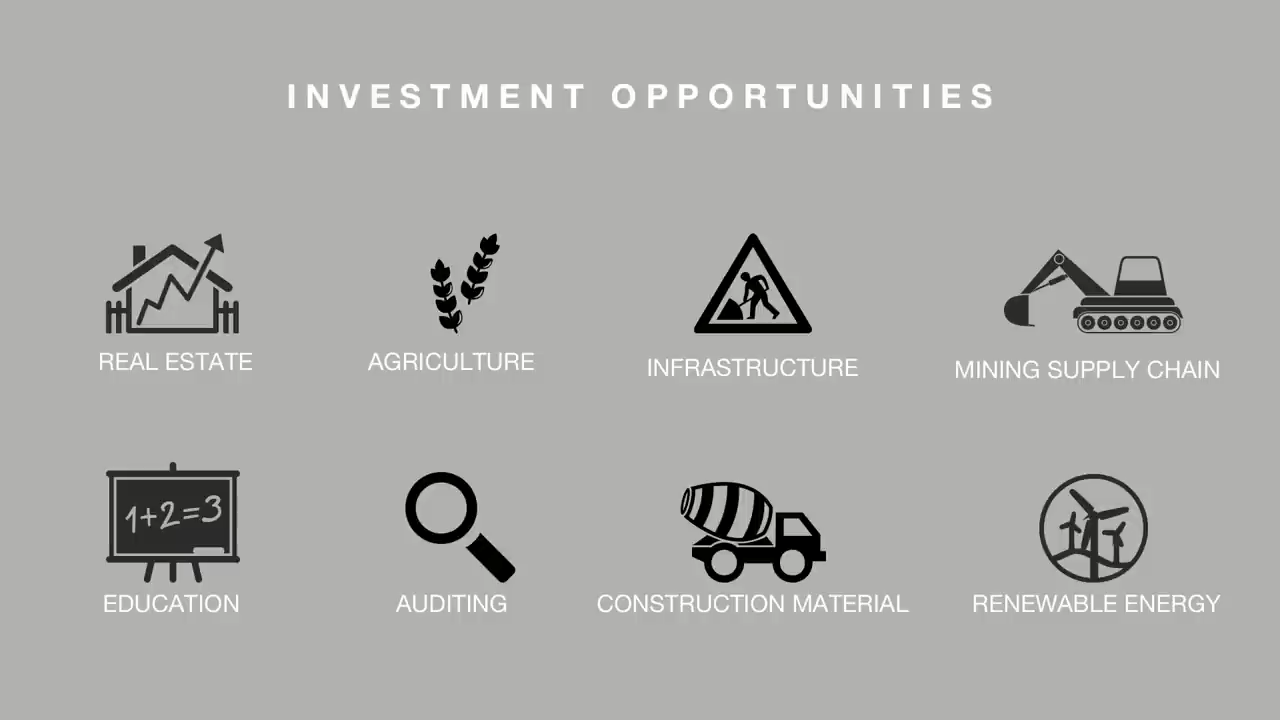 INVESTMENT OPPORTUNITIES
REAL ESTATE
AGRICULTURE
INFRASTRUCTURE
MINING SUPPLY CHAIN
1+2=3
EDUCATION
AUDITING
CONSTRUCTION MATERIAL
RENEWABLE ENERGY